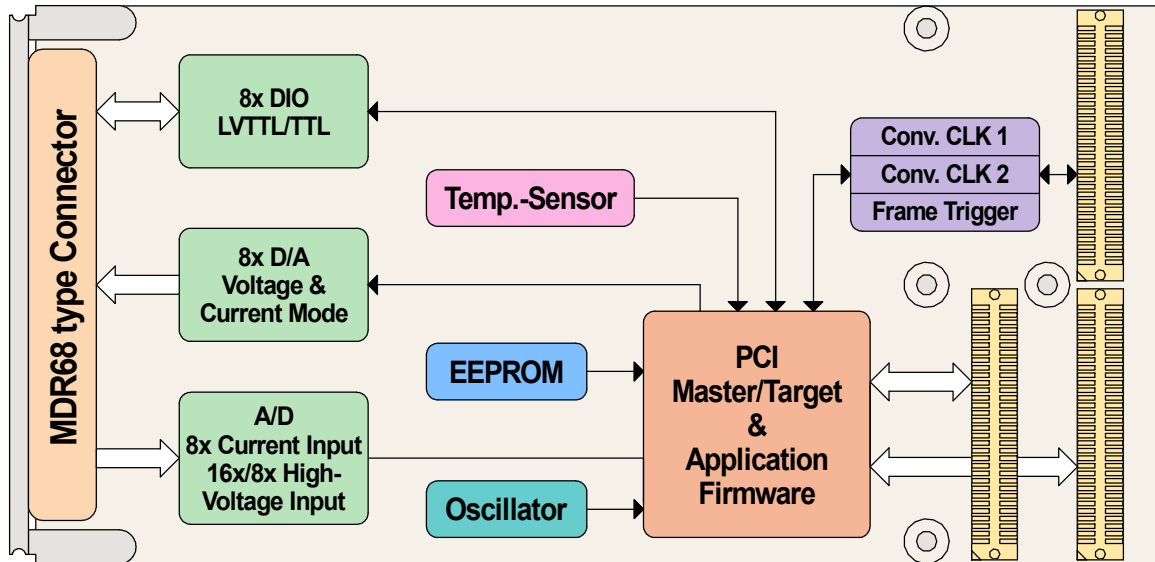 MDR68 type Connector
8x DIO
LVTTL/TTL
8x D/A
Voltage &
Current Mode
A/D
8x Current Input
16x/8x High-
Voltage Input
Temp.-Sensor
EEPROM
Oscillator
PCI
Master/Target
&
Application
Firmware
Conv. CLK 1
Conv. CLK 2
Frame Trigger